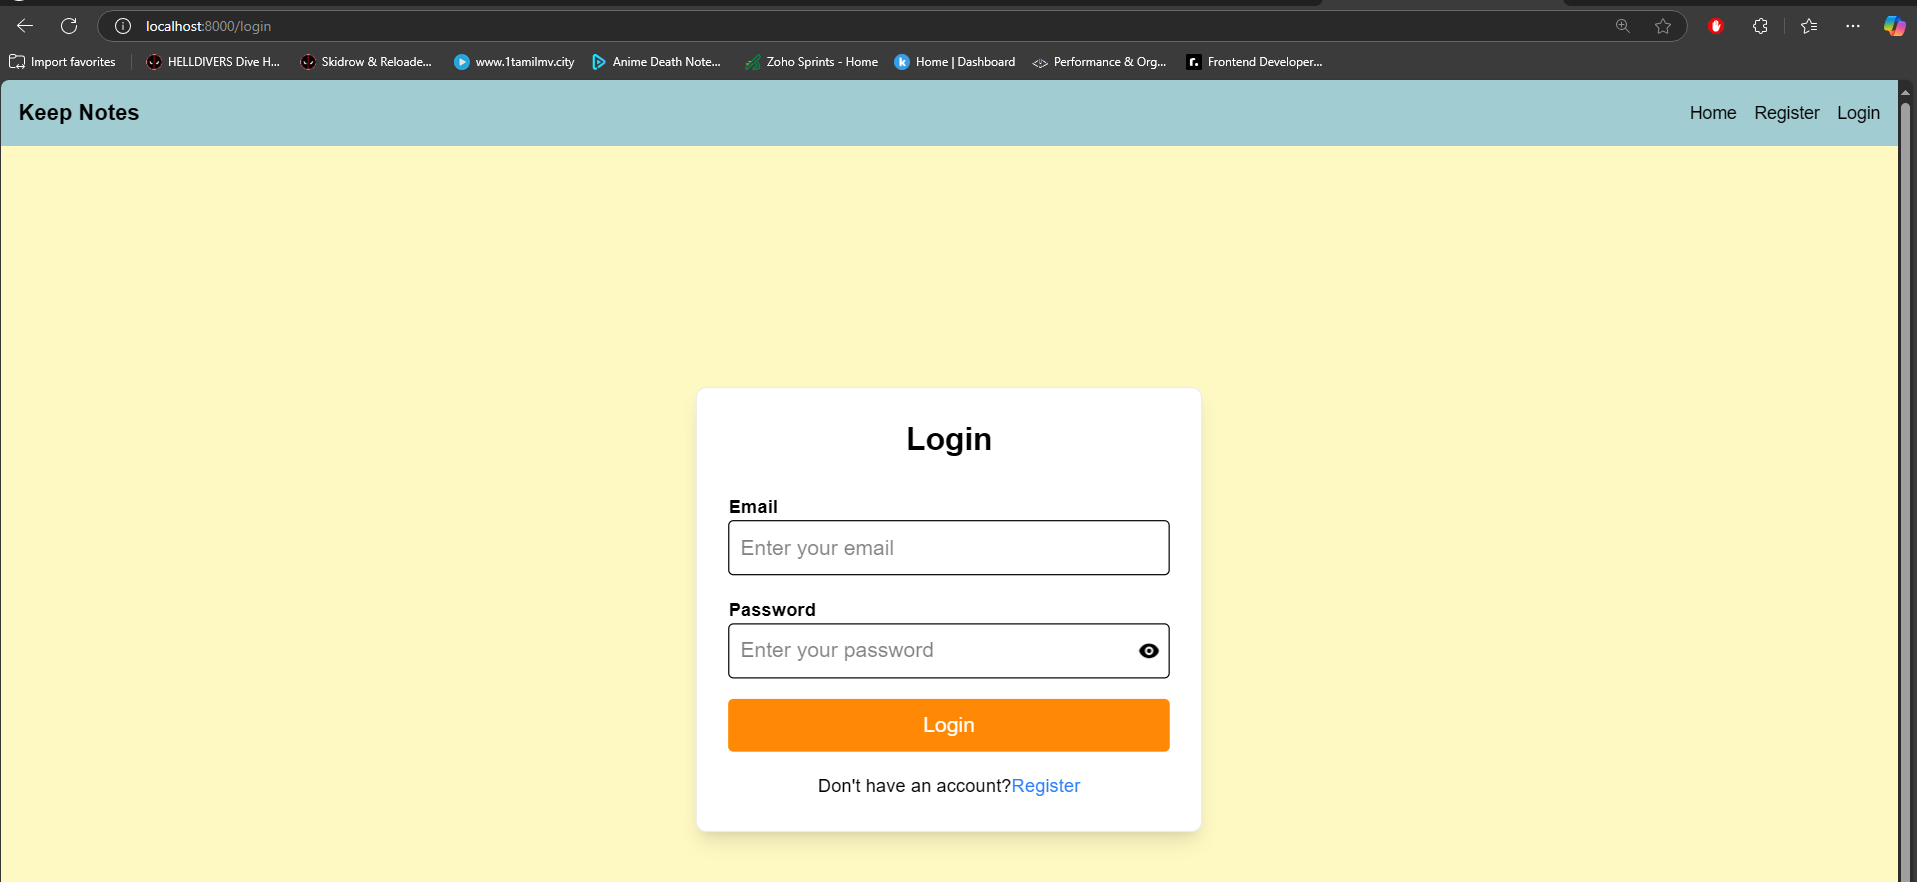 localhost:8000/login
Import favorites HELLDIVERS Dive H... Skidrow & Reloade... www.1tamilmv.city Anime Death Note... Zoho Sprints - Home Home | Dashboard Performance & Org... Frontend Developer...
Keep Notes Home Register Login
Login
Email
Enter your email
Password
Enter your password
Login
Don't have an account?Register